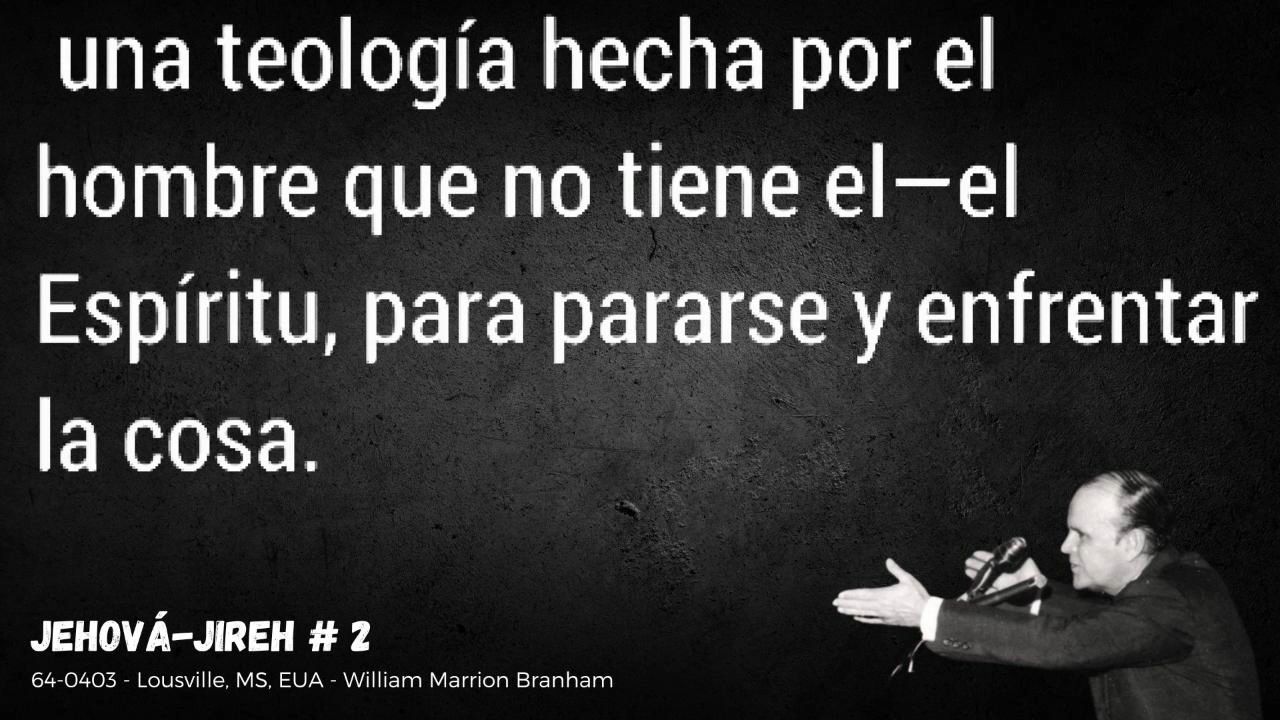 una teología hecha por el
hombre que no tiene el—el
Espíritu, para pararse y enfrentar
la cosa.
JEHOVÁ-JIREH # 2
64-0403 - Lousville, MS, EUA - William Marrion Branham